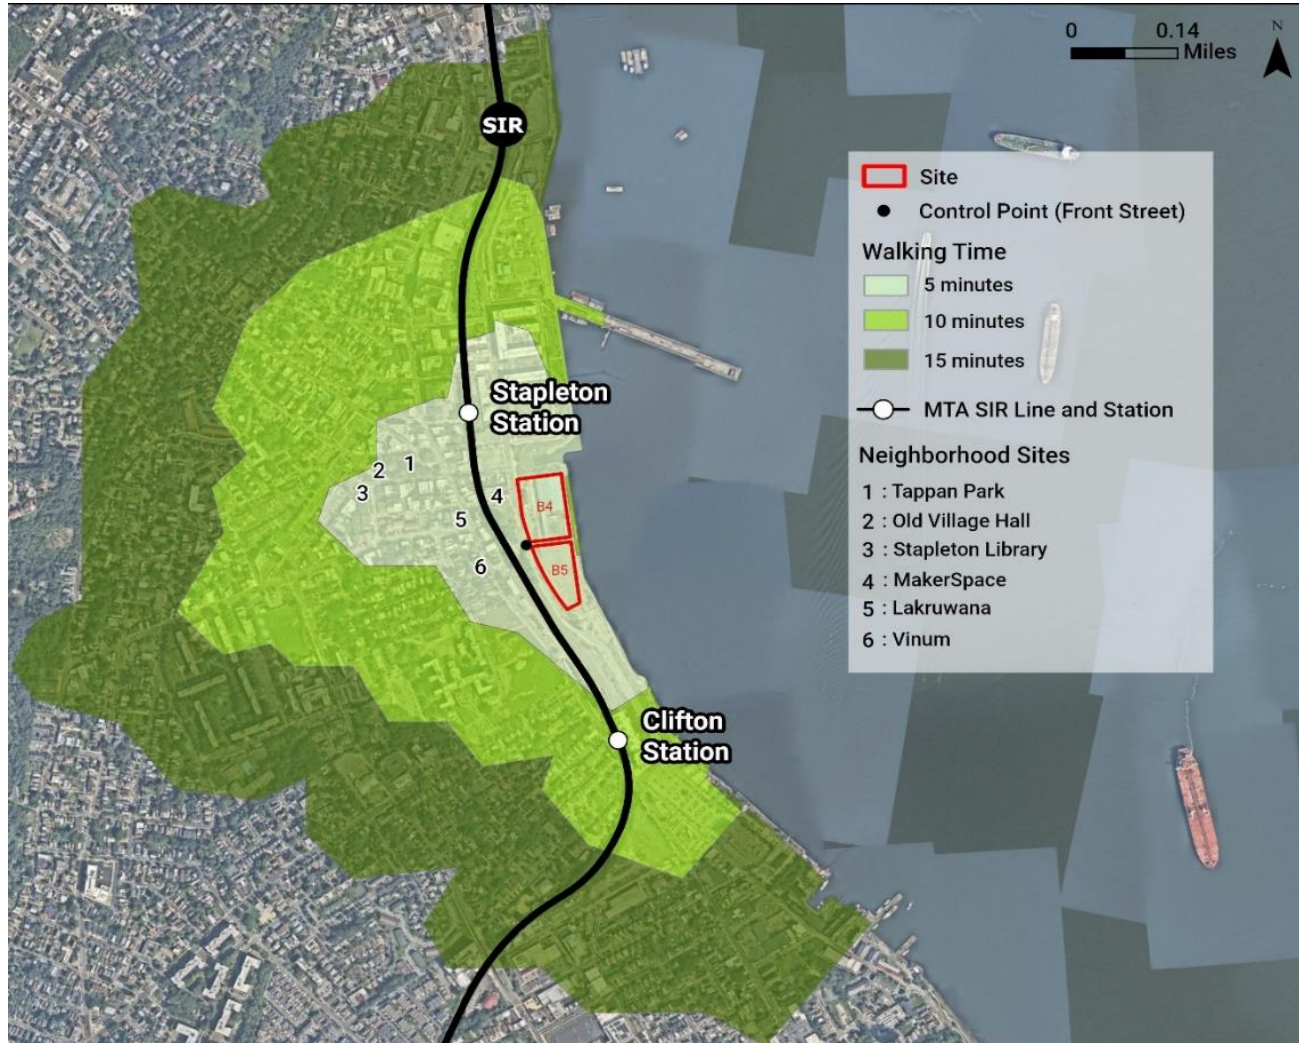 0 0.14
Miles
N
SIR
Site
Control Point (Front Street)
Walking Time
5 minutes
10 minutes
15 minutes
MTA SIR Line and Station
Neighborhood Sites
1 : Tappan Park
2 : Old Village Hall
3 : Stapleton Library
4 : MakerSpace
5 : Lakruwana
6 : Vinum
Stapleton
Station
1
2
3
4
5
6
B4
B5
Clifton
Station